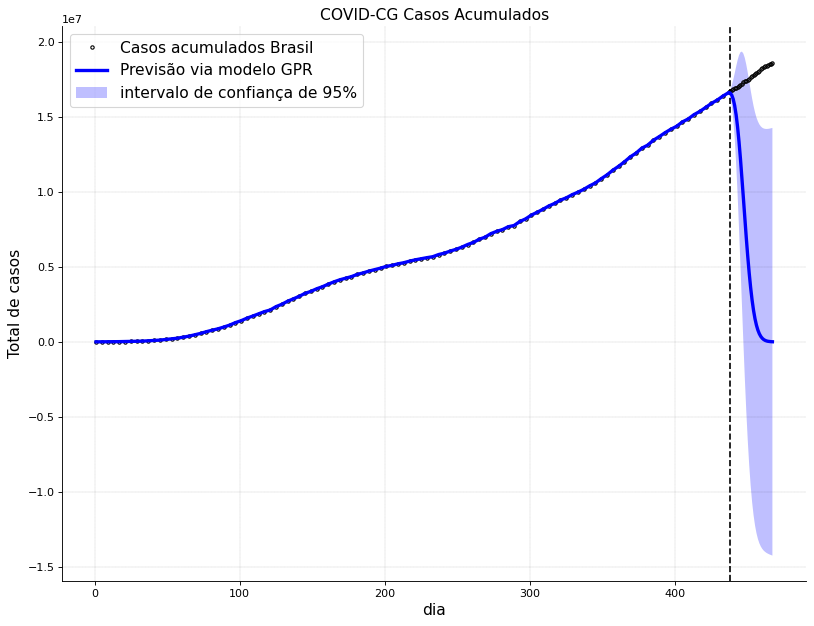 COVID-CG Casos Acumulados
1e7
Casos acumulados Brasil
Previsão via modelo GPR
intervalo de confiança de 95%
2.0
1.5
1.0
0.5
0.0
−0.5
−1.0
−1.5
Total de casos
0 100 200 300 400
dia